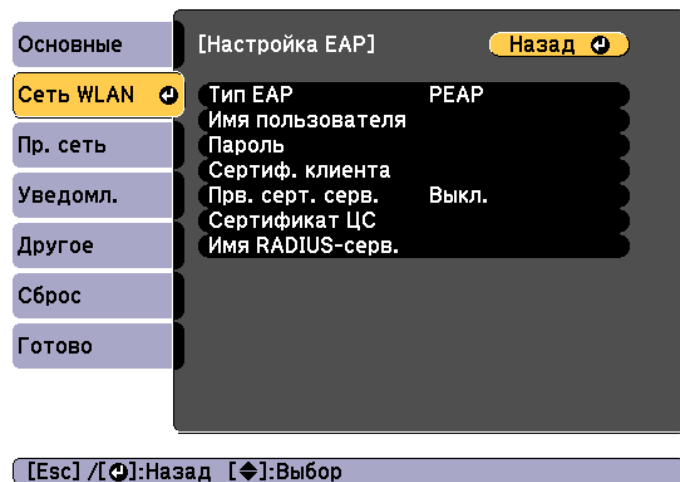 Основные
Сеть WLAN
Пр. сеть
Уведомл.
Другое
Сброс
Готово
[Настройка EAP] Назад
Тип EAP PEAP
Имя пользователя
Пароль
Сертиф. клиента
Прв. серт. серв. Выкл.
Сертификат ЦС
Имя RADIUS-серв.
[Esc] /[⏎]:Назад [◆]:Выбор